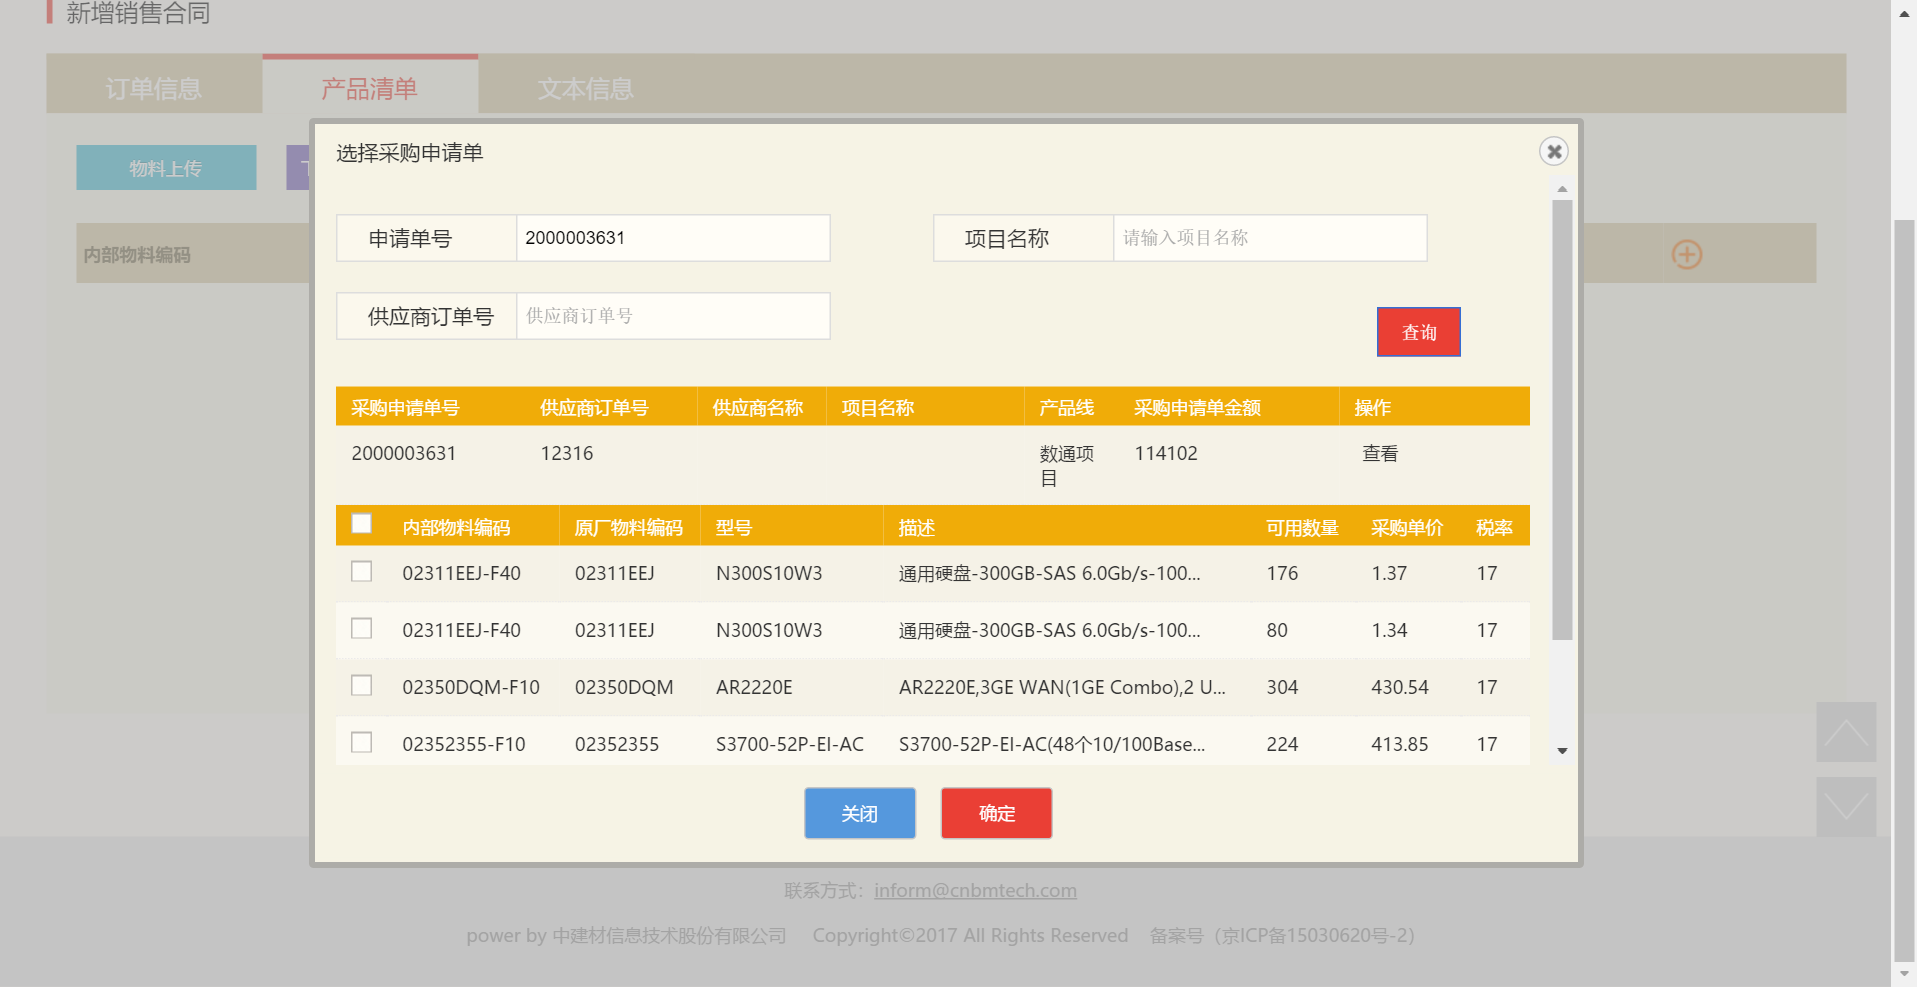 新增销售合同
订单信息 产品清单 文本信息
物料上传
内部物料编码
选择采购申请单
申请单号 2000003631 项目名称 请输入项目名称
供应商订单号 供应商订单号
查询
采购申请单号 供应商订单号 供应商名称 项目名称 产品线 采购申请单金额 操作
2000003631 12316 数通项目 114102 查看
内部物料编码 原厂物料编码 型号 描述 可用数量 采购单价 税率
02311EEJ-F40 02311EEJ N300S10W3 通用硬盘-300GB-SAS 6.0Gb/s-100... 176 1.37 17
02311EEJ-F40 02311EEJ N300S10W3 通用硬盘-300GB-SAS 6.0Gb/s-100... 80 1.34 17
02350DQM-F10 02350DQM AR2220E AR2220E,3GE WAN(1GE Combo),2 U... 304 430.54 17
02352355-F10 02352355 S3700-52P-EI-AC S3700-52P-EI-AC(48个10/100Base... 224 413.85 17
关闭 确定
联系方式：inform@cnbmtech.com
power by 中建材信息技术股份有限公司 Copyright©2017 All Rights Reserved 备案号（京ICP备15030620号-2）